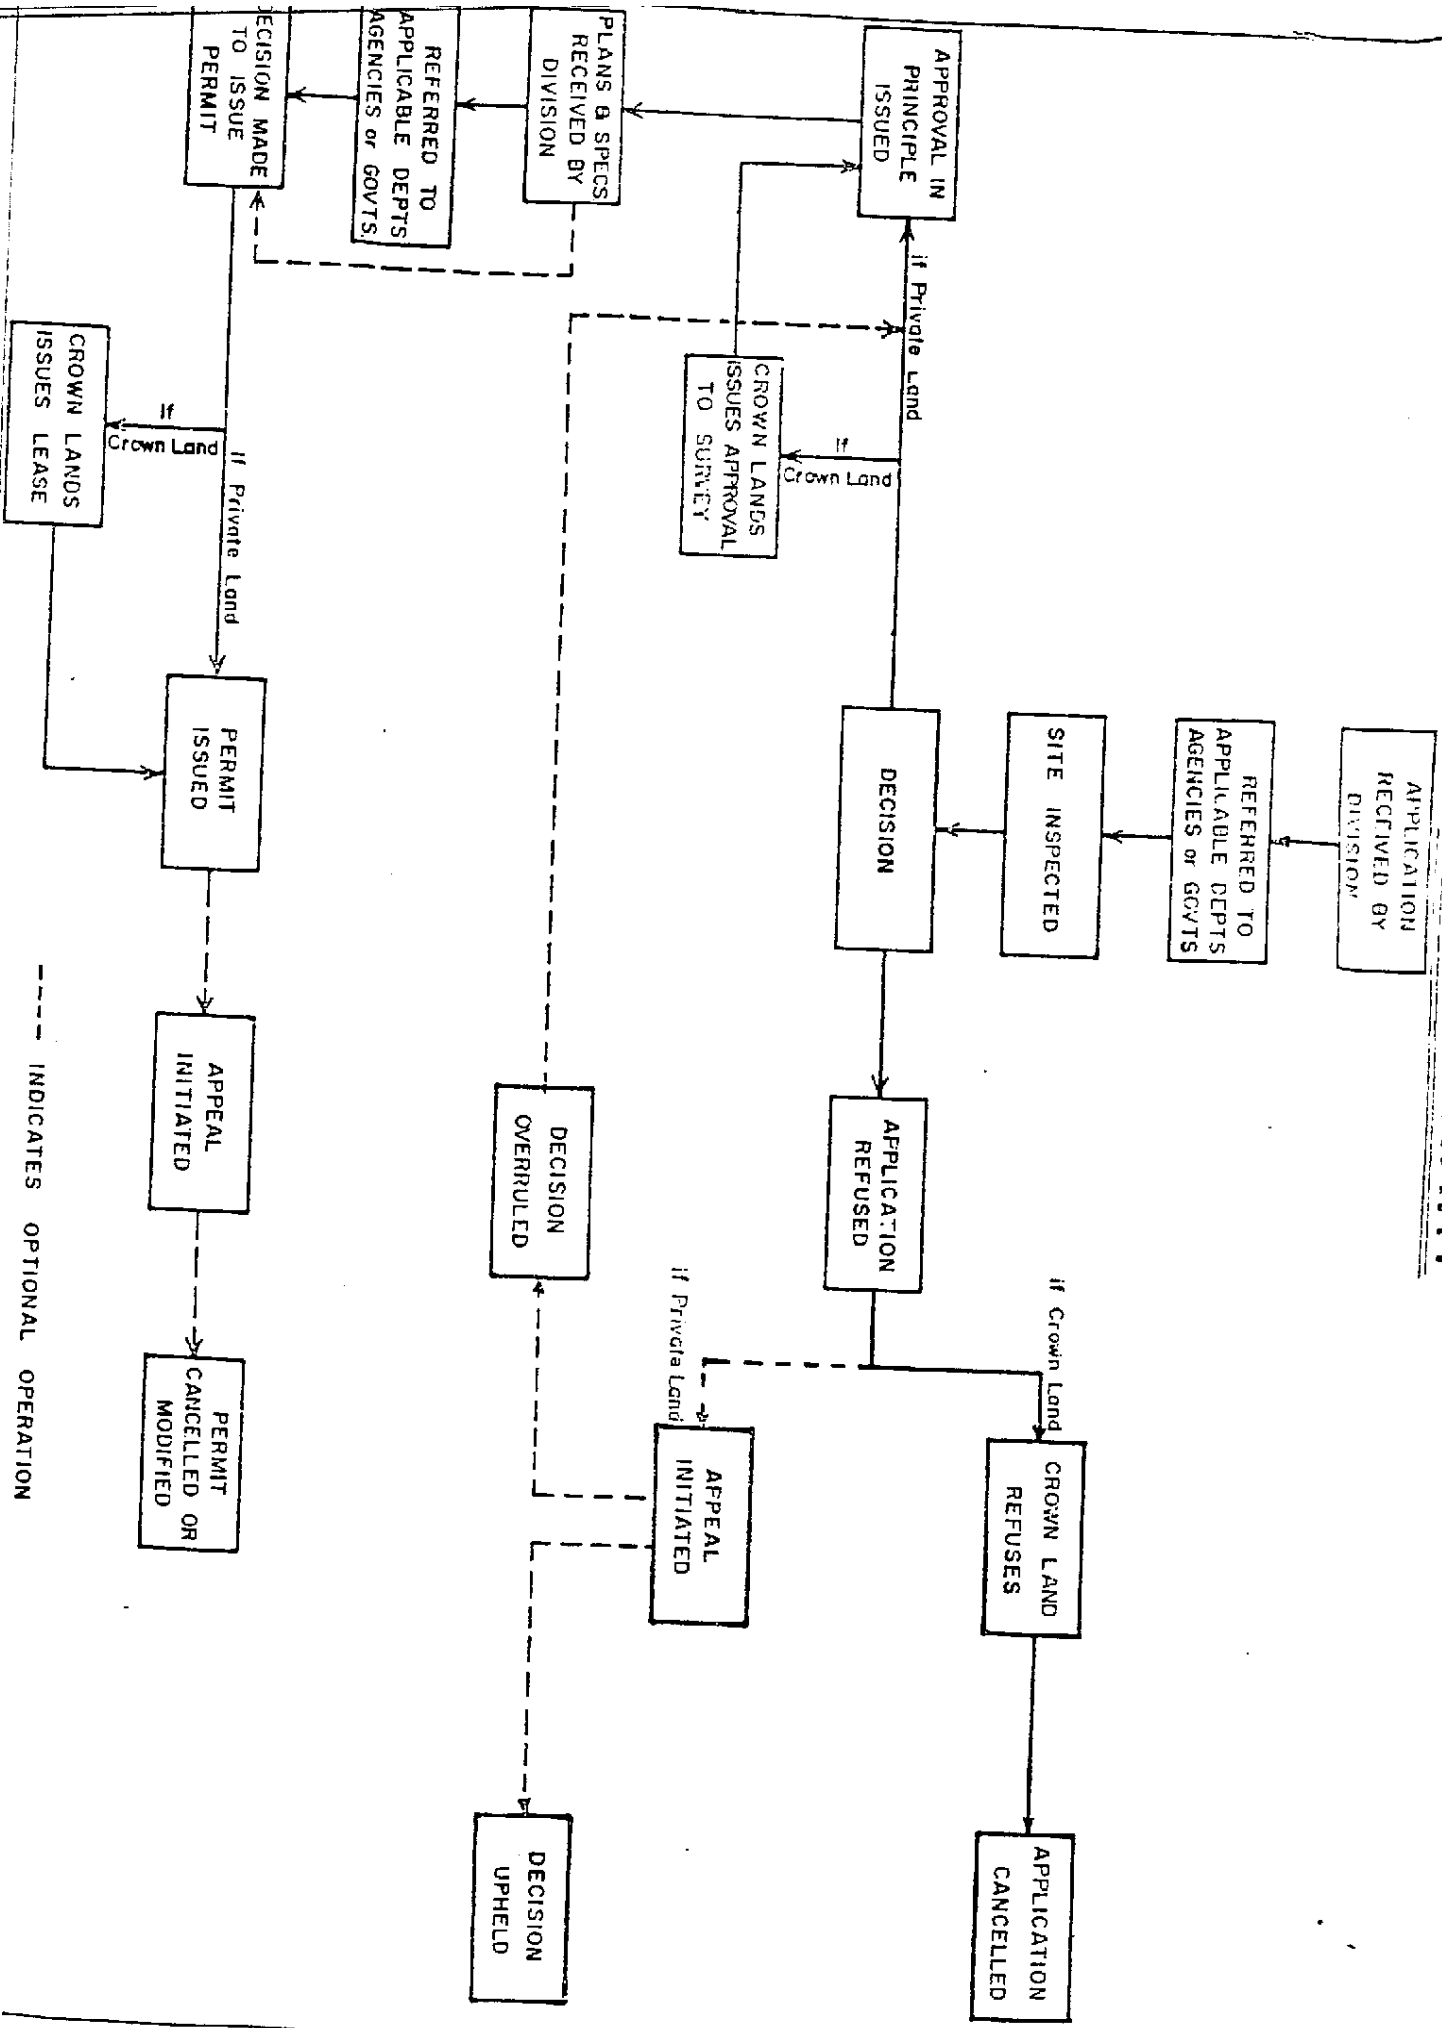 APPLICATION
RECEIVED BY
DIVISION
REFERRED TO
APPLICABLE DEPTS
AGENCIES or GOVTS
SITE INSPECTED
DECISION
if Private Land
If
Crown Land
APPROVAL IN
PRINCIPLE
ISSUED
CROWN LANDS
ISSUES APPROVAL
TO SURVEY
APPLICATION
REFUSED
if Crown Land
CROWN LAND
REFUSES
APPLICATION
CANCELLED
if Private Land
APPEAL
INITIATED
DECISION
OVERRULED
DECISION
UPHELD
PLANS & SPECS
RECEIVED BY
DIVISION
REFERRED TO
APPLICABLE DEPTS
AGENCIES or GOVTS.
DECISION MADE
TO ISSUE
PERMIT
If Private Land
If
Crown Land
CROWN LANDS
ISSUES LEASE
PERMIT
ISSUED
APPEAL
INITIATED
PERMIT
CANCELLED OR
MODIFIED
---- INDICATES OPTIONAL OPERATION